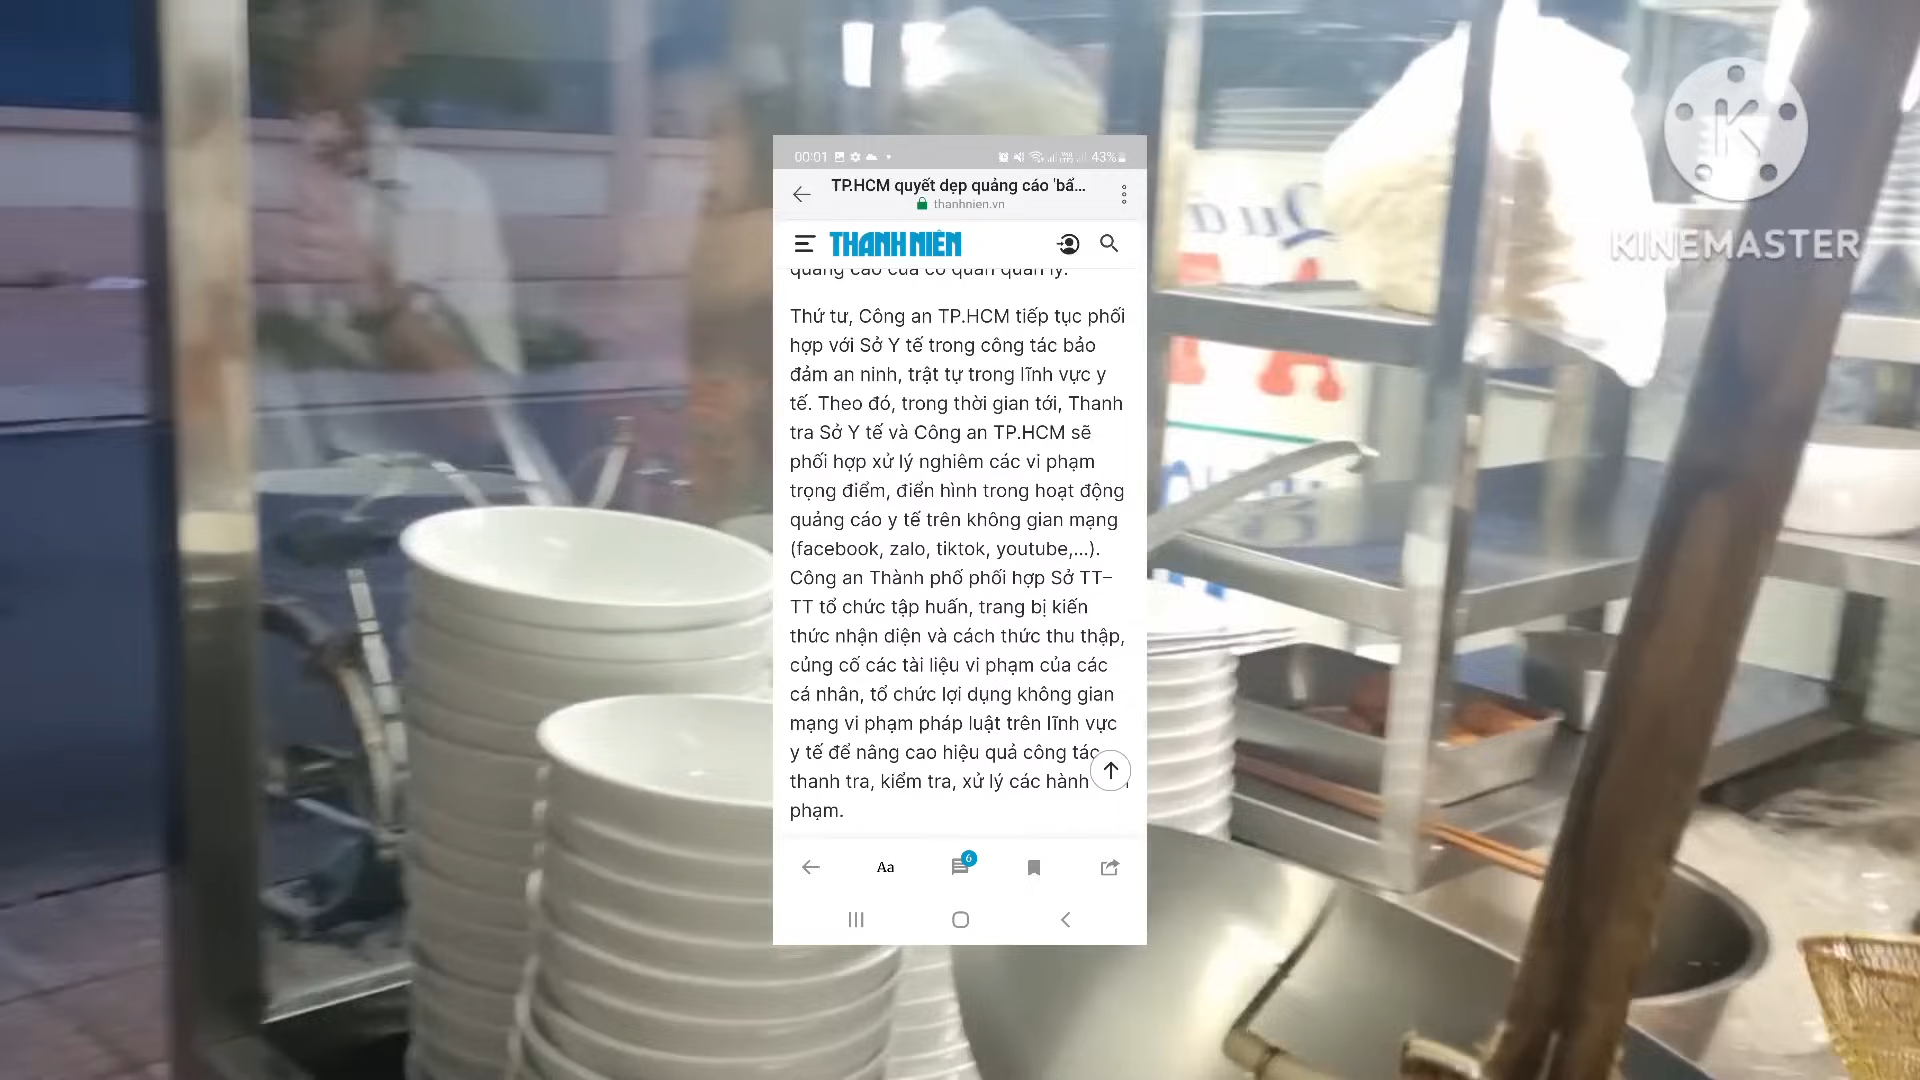 00:01
43%
TP.HCM quyết dẹp quảng cáo 'bẩ...
thanhnien.vn
THANH NIÊN
quảng cáo của cơ quan quản lý.
Thứ tư, Công an TP.HCM tiếp tục phối
hợp với Sở Y tế trong công tác bảo
đảm an ninh, trật tự trong lĩnh vực y
tế. Theo đó, trong thời gian tới, Thanh
tra Sở Y tế và Công an TP.HCM sẽ
phối hợp xử lý nghiêm các vi phạm
trọng điểm, điển hình trong hoạt động
quảng cáo y tế trên không gian mạng
(facebook, zalo, tiktok, youtube,...).
Công an Thành phố phối hợp Sở TT–
TT tổ chức tập huấn, trang bị kiến
thức nhận diện và cách thức thu thập,
củng cố các tài liệu vi phạm của các
cá nhân, tổ chức lợi dụng không gian
mạng vi phạm pháp luật trên lĩnh vực
y tế để nâng cao hiệu quả công tác
thanh tra, kiểm tra, xử lý các hành
phạm.
Aa
6
K
KINEMASTER